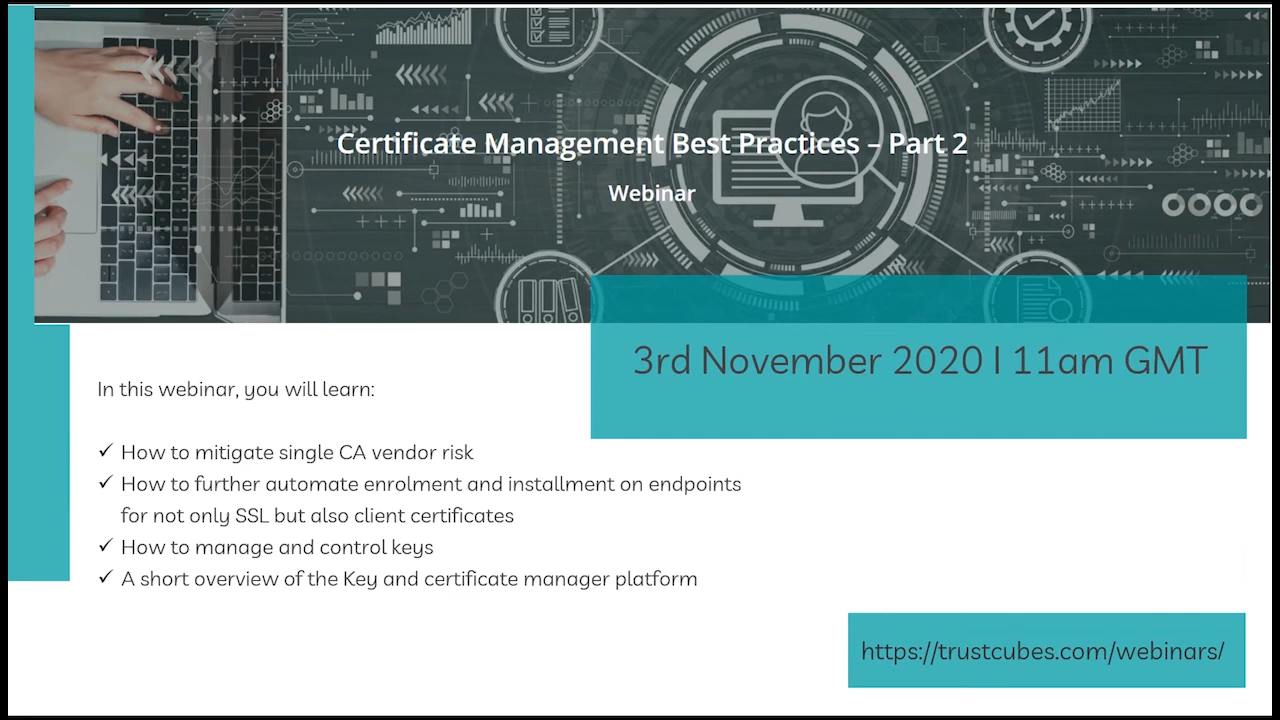 Certificate Management Best Practices – Part 2
Webinar
3rd November 2020 I 11am GMT
In this webinar, you will learn:
✓ How to mitigate single CA vendor risk
✓ How to further automate enrolment and installment on endpoints
for not only SSL but also client certificates
✓ How to manage and control keys
✓ A short overview of the Key and certificate manager platform
https://trustcubes.com/webinars/